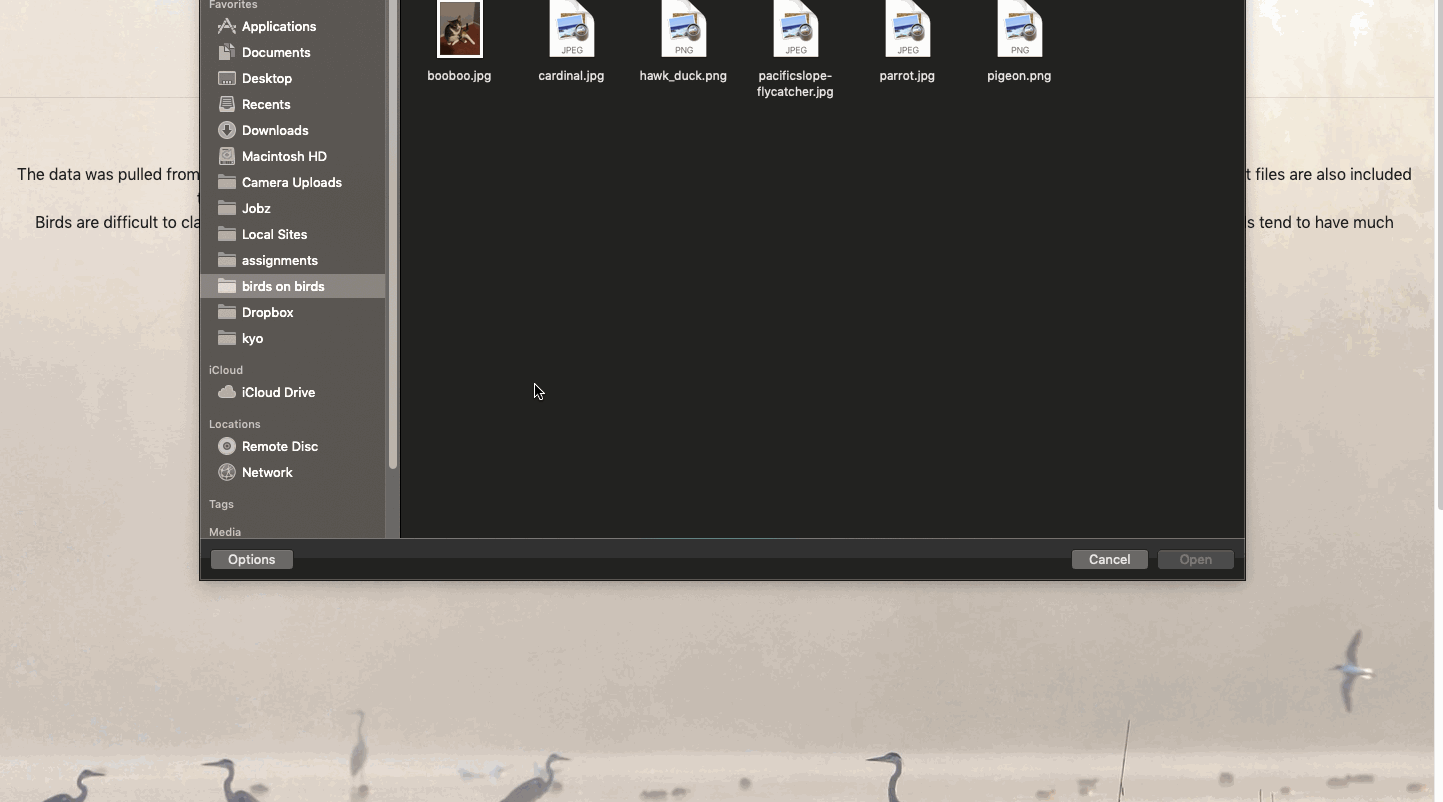 Favorites
Applications
Documents
Desktop
Recents
Downloads
Macintosh HD
Camera Uploads
Jobz
Local Sites
assignments
birds on birds
Dropbox
kyo
iCloud
iCloud Drive
Locations
Remote Disc
Network
Tags
Media
JPEG
PNG
JPEG
JPEG
PNG
booboo.jpg
cardinal.jpg
hawk_duck.png
pacificslope-
flycatcher.jpg
parrot.jpg
pigeon.png
The data was pulled from
t files are also included
Birds are difficult to cla
s tend to have much
Options
Cancel
Open